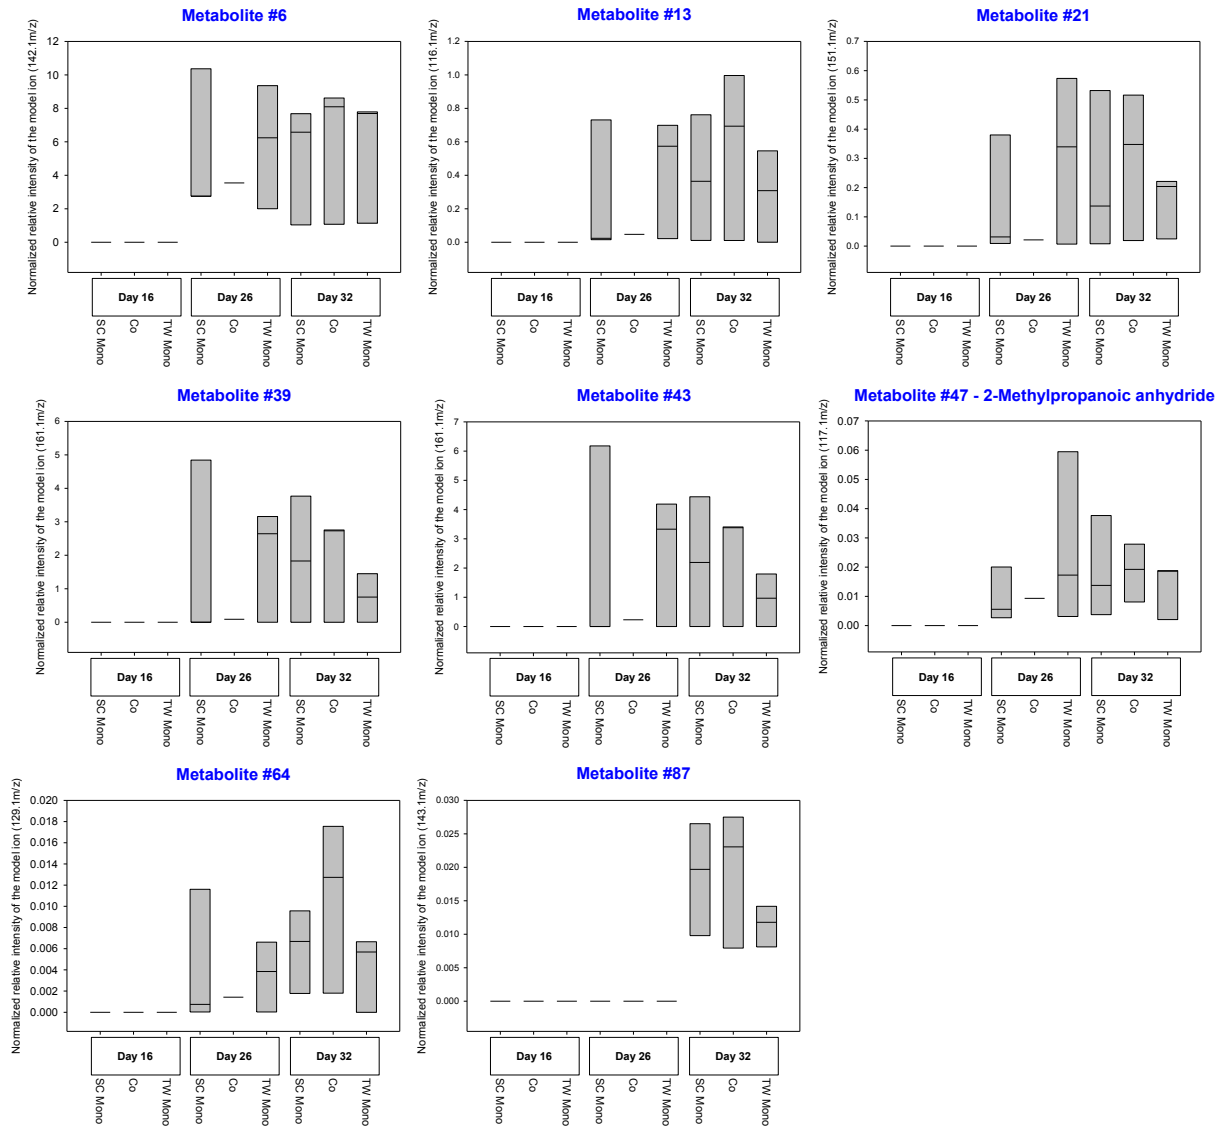 Metabolite #6
Normalized relative intensity of the model ion (142.1m/z)
12
10
8
6
4
2
0
Day 16
Day 26
Day 32
SC Mono
Co
TW Mono
SC Mono
Co
TW Mono
SC Mono
Co
TW Mono
Metabolite #13
Normalized relative intensity of the model ion (116.1m/z)
1.2
1.0
0.8
0.6
0.4
0.2
0.0
Day 16
Day 26
Day 32
SC Mono
Co
TW Mono
SC Mono
Co
TW Mono
SC Mono
Co
TW Mono
Metabolite #21
Normalized relative intensity of the model ion (151.1m/z)
0.7
0.6
0.5
0.4
0.3
0.2
0.1
0.0
Day 16
Day 26
Day 32
SC Mono
Co
TW Mono
SC Mono
Co
TW Mono
SC Mono
Co
TW Mono
Metabolite #39
Normalized relative intensity of the model ion (161.1m/z)
6
5
4
3
2
1
0
Day 16
Day 26
Day 32
SC Mono
Co
TW Mono
SC Mono
Co
TW Mono
SC Mono
Co
TW Mono
Metabolite #43
Normalized relative intensity of the model ion (161.1m/z)
7
6
5
4
3
2
1
0
Day 16
Day 26
Day 32
SC Mono
Co
TW Mono
SC Mono
Co
TW Mono
SC Mono
Co
TW Mono
Metabolite #47 - 2-Methylpropanoic anhydride
Normalized relative intensity of the model ion (117.1m/z)
0.07
0.06
0.05
0.04
0.03
0.02
0.01
0.00
Day 16
Day 26
Day 32
SC Mono
Co
TW Mono
SC Mono
Co
TW Mono
SC Mono
Co
TW Mono
Metabolite #64
Normalized relative intensity of the model ion (129.1m/z)
0.020
0.018
0.016
0.014
0.012
0.010
0.008
0.006
0.004
0.002
0.000
Day 16
Day 26
Day 32
SC Mono
Co
TW Mono
SC Mono
Co
TW Mono
SC Mono
Co
TW Mono
Metabolite #87
Normalized relative intensity of the model ion (143.1m/z)
0.030
0.025
0.020
0.015
0.010
0.005
0.000
Day 16
Day 26
Day 32
SC Mono
Co
TW Mono
SC Mono
Co
TW Mono
SC Mono
Co
TW Mono